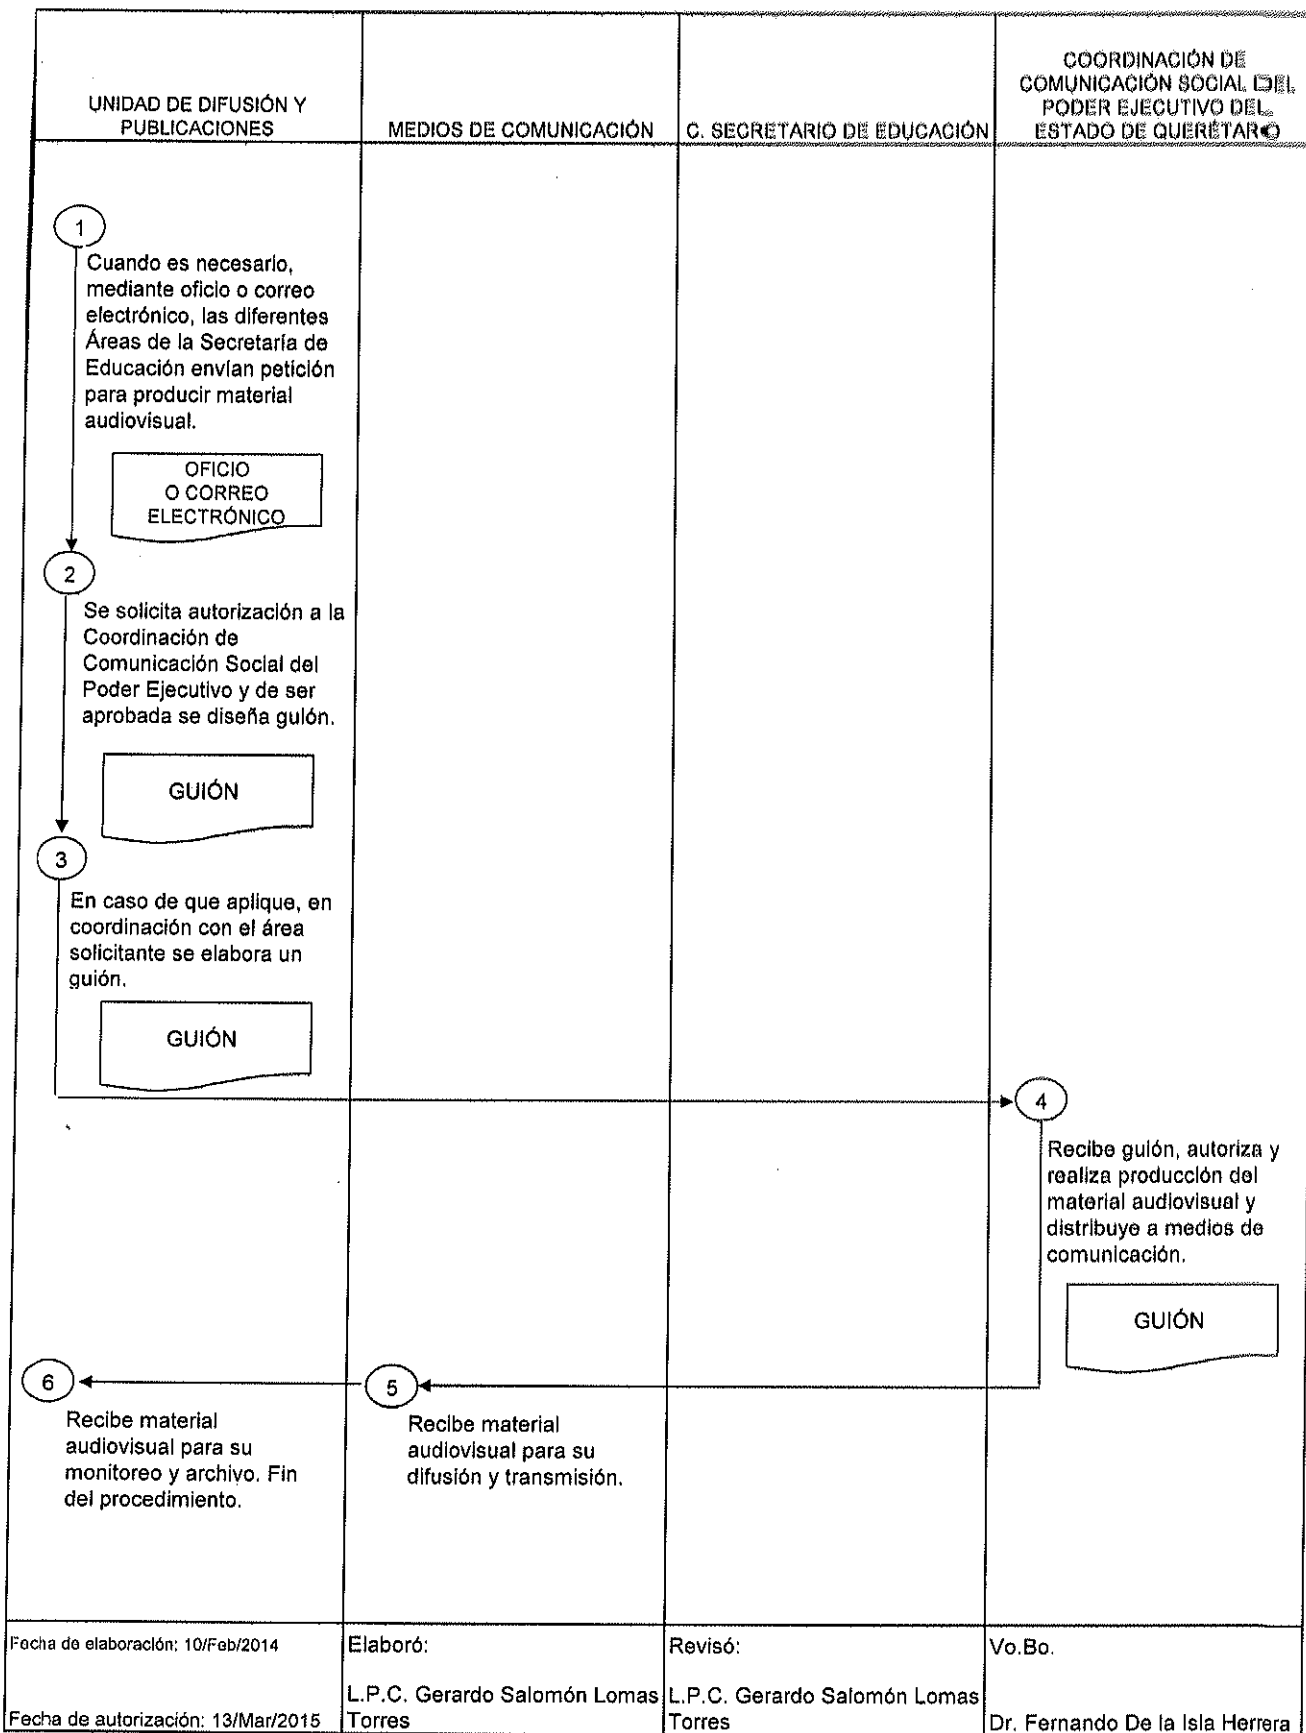 UNIDAD DE DIFUSIÓN Y
PUBLICACIONES
MEDIOS DE COMUNICACIÓN
C. SECRETARIO DE EDUCACIÓN
COORDINACIÓN DE
COMUNICACIÓN SOCIAL DEL
PODER EJECUTIVO DEL
ESTADO DE QUERÉTARO
1
Cuando es necesario,
mediante oficio o correo
electrónico, las diferentes
Áreas de la Secretaría de
Educación envían petición
para producir material
audiovisual.
OFICIO
O CORREO
ELECTRÓNICO
2
Se solicita autorización a la
Coordinación de
Comunicación Social del
Poder Ejecutivo y de ser
aprobada se diseña guión.
GUIÓN
3
En caso de que aplique, en
coordinación con el área
solicitante se elabora un
guión.
GUIÓN
4
Recibe guión, autoriza y
realiza producción del
material audiovisual y
distribuye a medios de
comunicación.
GUIÓN
5
Recibe material
audiovisual para su
difusión y transmisión.
6
Recibe material
audiovisual para su
monitoreo y archivo. Fin
del procedimiento.
Fecha de elaboración: 10/Feb/2014
Fecha de autorización: 13/Mar/2015
Elaboró:
L.P.C. Gerardo Salomón Lomas
Torres
Revisó:
L.P.C. Gerardo Salomón Lomas
Torres
Vo.Bo.
Dr. Fernando De la Isla Herrera